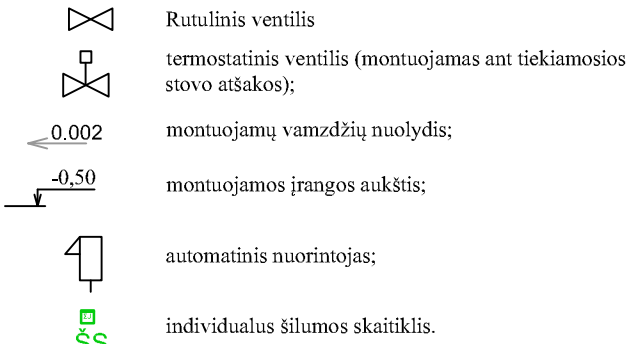 Rutulinis ventilis
termostatinis ventilis (montuojamas ant tiekiamosios
stovo atšakos);
0.002 montuojamų vamzdžių nuolydis;
-0,50 montuojamos įrangos aukštis;
automatinis nuorintojas;
ŠS individualus šilumos skaitiklis.